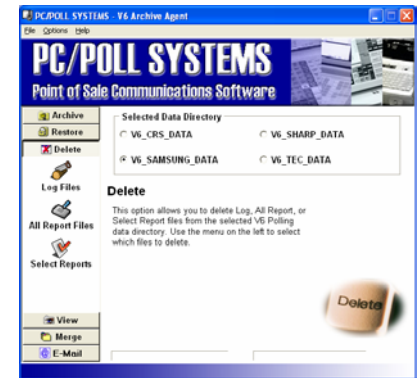 PC/POLL SYSTEMS - V6 Archive Agent
File Options Help
PC/POLL SYSTEMS
Point of Sale Communications Software
Archive
Restore
Delete
Log Files
All Report Files
Select Reports
View
Merge
E-Mail
Selected Data Directory
V6_CRS_DATA
V6_SHARP_DATA
V6_SAMSUNG_DATA
V6_TEC_DATA
Delete
This option allows you to delete Log, All Report, or
Select Report files from the selected V6 Polling
data directory. Use the menu on the left to select
which files to delete.
Delete